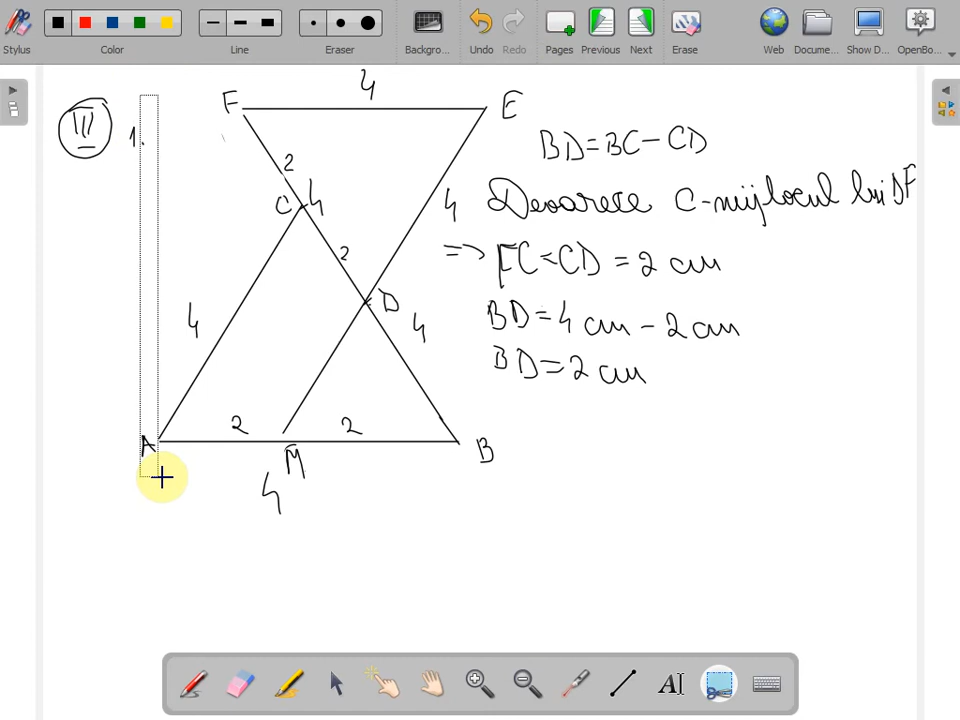 Stylus
Color
Line
Eraser
Backgro...
Undo
Redo
Pages
Previous
Next
Erase
Web
Docume...
Show D...
OpenBo...
III
1.
F
4
E
2
C
4
4
2
D
4
4
A
2
M
2
B
4
BD=BC-CD
Deoarece C-mijlocul lui DF
=> FC=CD=2 cm
BD=4 cm-2 cm
BD=2 cm
A